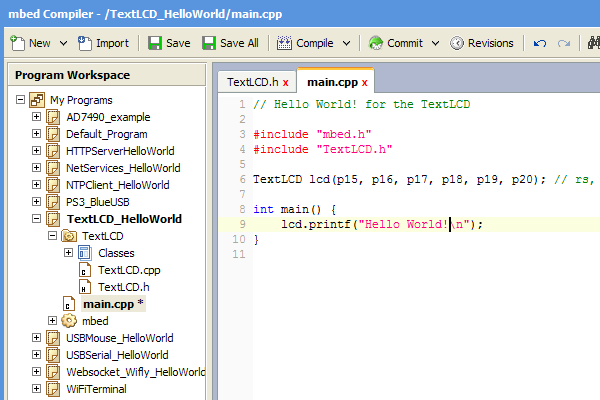 mbed Compiler - /TextLCD_HelloWorld/main.cpp
New Import Save Save All Compile Commit Revisions
Program Workspace
TextLCD.h x main.cpp x
My Programs
AD7490_example
Default_Program
HTTPServerHelloWorld
NetServices_HelloWorld
NTPClient_HelloWorld
PS3_BlueUSB
TextLCD_HelloWorld
TextLCD
Classes
TextLCD.cpp
TextLCD.h
main.cpp *
mbed
USBMouse_HelloWorld
USBSerial_HelloWorld
Websocket_Wifly_HelloWorld
WiFiTerminal
1 // Hello World! for the TextLCD
2
3 #include "mbed.h"
4 #include "TextLCD.h"
5
6 TextLCD lcd(p15, p16, p17, p18, p19, p20); // rs,
7
8 int main() {
9 lcd.printf("Hello World!\n");
10 }
11